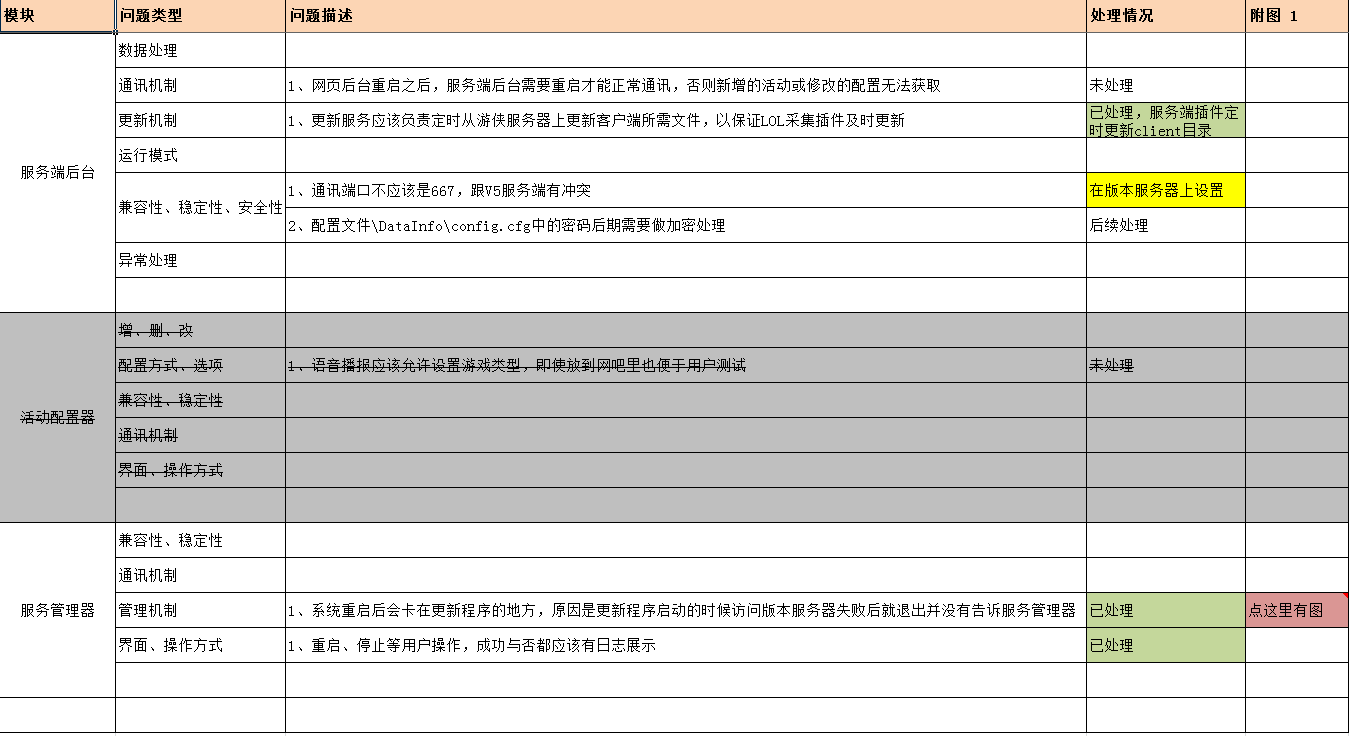 模块 问题类型 问题描述 处理情况 附图 1
数据处理
通讯机制 1、网页后台重启之后，服务端后台需要重启才能正常通讯，否则新增的活动或修改的配置无法获取 未处理
更新机制 1、更新服务应该负责定时从游侠服务器上更新客户端所需文件，以保证LOL采集插件及时更新 已处理，服务端插件定
时更新client目录
运行模式
服务端后台
兼容性、稳定性、安全性 1、通讯端口不应该是667，跟V5服务端有冲突 在版本服务器上设置
2、配置文件\DataInfo\config.cfg中的密码后期需要做加密处理 后续处理
异常处理
增、删、改
配置方式、选项 1、语音播报应该允许设置游戏类型，即使放到网吧里也便于用户测试 未处理
兼容性、稳定性
活动配置器
通讯机制
界面、操作方式
兼容性、稳定性
通讯机制
服务管理器 管理机制 1、系统重启后会卡在更新程序的地方，原因是更新程序启动的时候访问版本服务器失败后就退出并没有告诉服务管理器 已处理 点这里有图
界面、操作方式 1、重启、停止等用户操作，成功与否都应该有日志展示 已处理